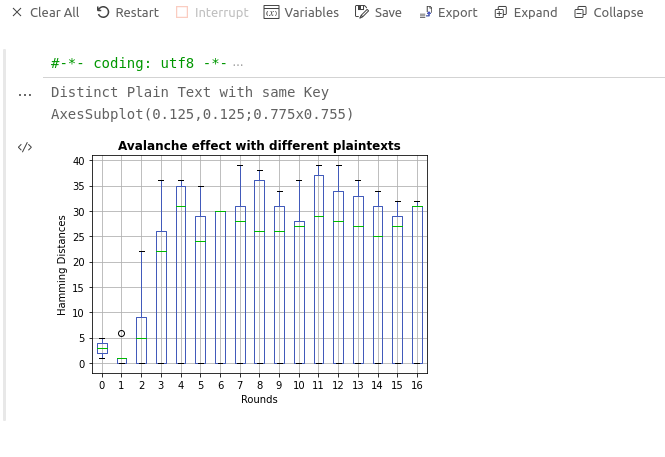 Clear All Restart Interrupt Variables Save Export Expand Collapse
#-*- coding: utf8 -*- ...
Distinct Plain Text with same Key
AxesSubplot(0.125,0.125;0.775x0.755)
Avalanche effect with different plaintexts
40
35
30
25
20
15
10
5
0
Hamming Distances
0 1 2 3 4 5 6 7 8 9 10 11 12 13 14 15 16
Rounds